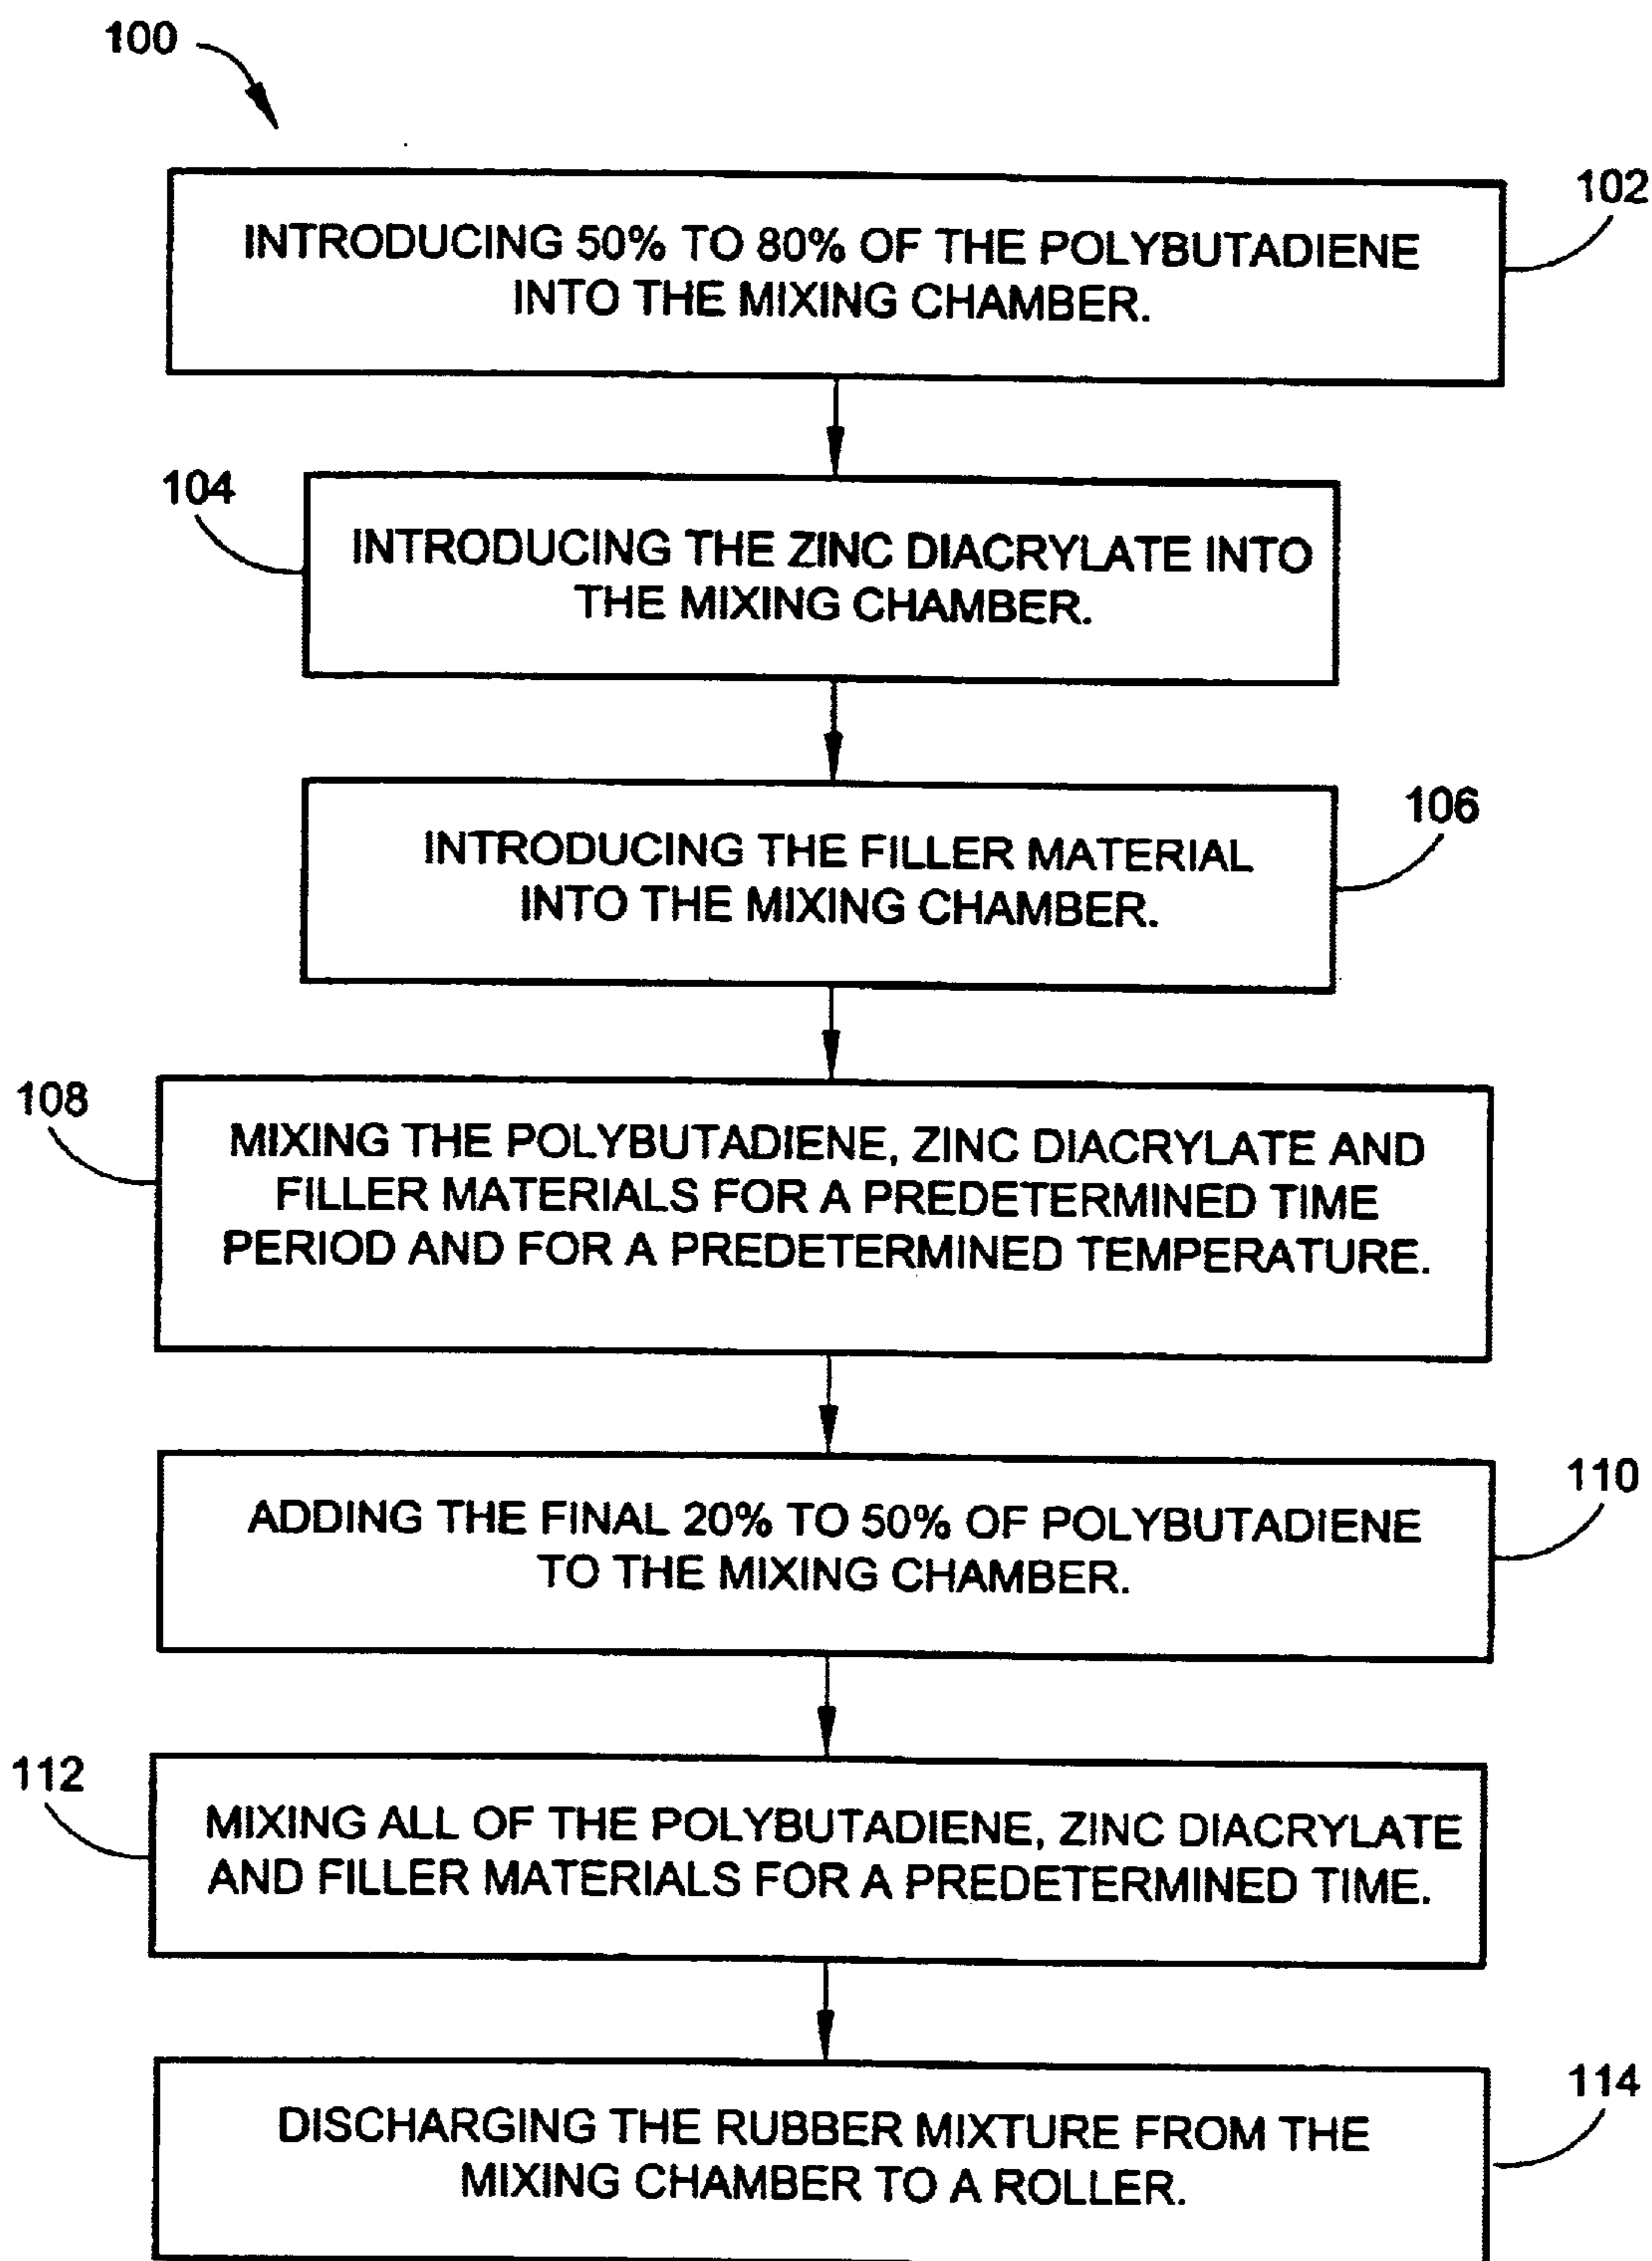 100
INTRODUCING 50% TO 80% OF THE POLYBUTADIENE
INTO THE MIXING CHAMBER.
102
104
INTRODUCING THE ZINC DIACRYLATE INTO
THE MIXING CHAMBER.
INTRODUCING THE FILLER MATERIAL
INTO THE MIXING CHAMBER.
106
108
MIXING THE POLYBUTADIENE, ZINC DIACRYLATE AND
FILLER MATERIALS FOR A PREDETERMINED TIME
PERIOD AND FOR A PREDETERMINED TEMPERATURE.
ADDING THE FINAL 20% TO 50% OF POLYBUTADIENE
TO THE MIXING CHAMBER.
110
112
MIXING ALL OF THE POLYBUTADIENE, ZINC DIACRYLATE
AND FILLER MATERIALS FOR A PREDETERMINED TIME.
DISCHARGING THE RUBBER MIXTURE FROM THE
MIXING CHAMBER TO A ROLLER.
114